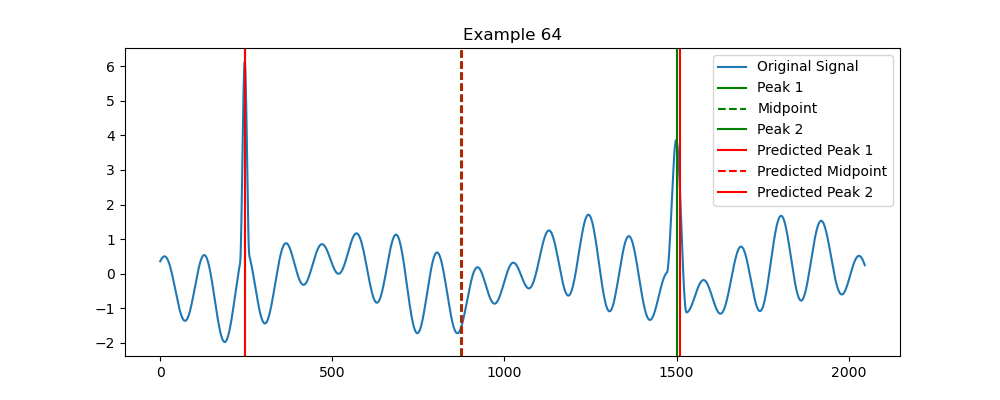 Example 64
6
5
4
3
2
1
0
−1
−2
0
500
1000
1500
2000
Original Signal
Peak 1
Midpoint
Peak 2
Predicted Peak 1
Predicted Midpoint
Predicted Peak 2